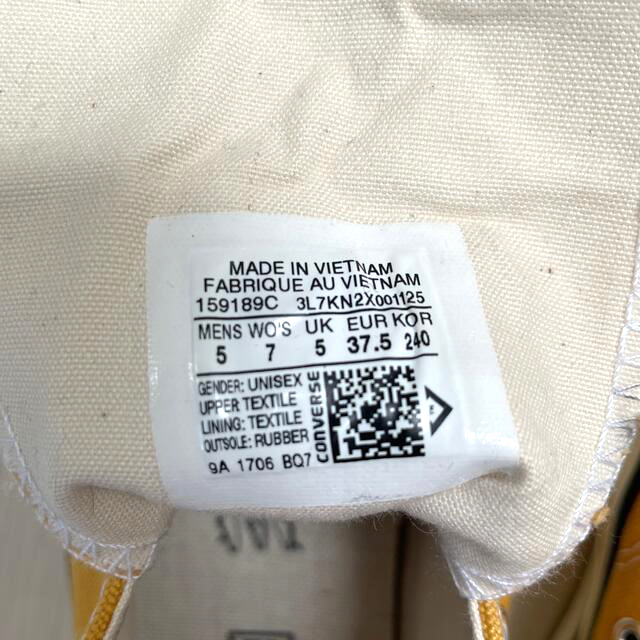 MADE IN VIETNAM
FABRIQUE AU VIETNAM
159189C 3L7KN2X001125
MENS WO'S UK EUR KOR
5 7 5 37.5 240
GENDER: UNISEX
UPPER TEXTILE
LINING: TEXTILE
OUTSOLE: RUBBER
CONVERSE
9A 1706 BQ7